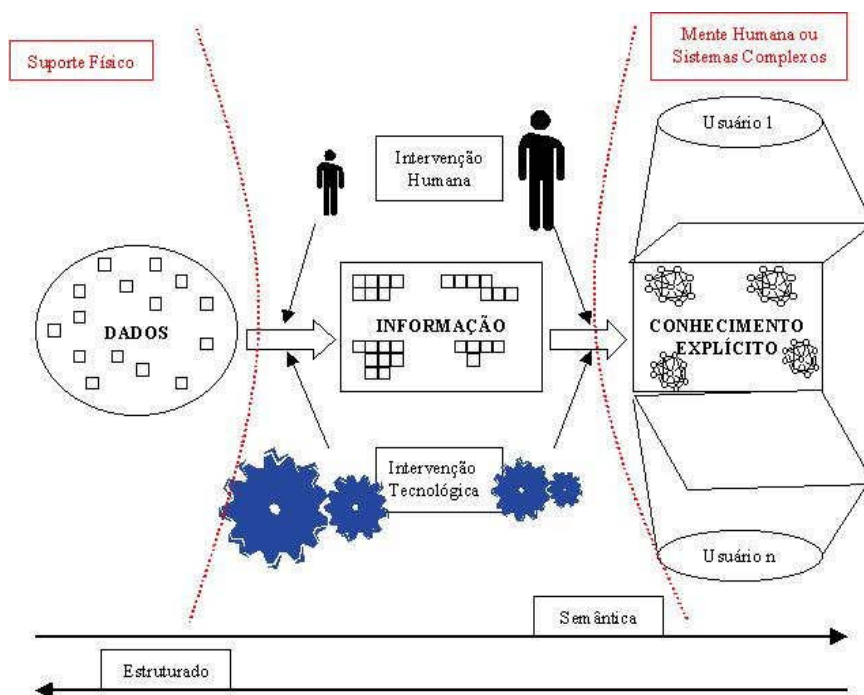 Suporte Físico
Mente Humana ou
Sistemas Complexos
Usuário 1
Intervenção
Humana
DADOS
INFORMAÇÃO
CONHECIMENTO
EXPLÍCITO
Intervenção
Tecnológica
Usuário n
Semântica
Estruturado